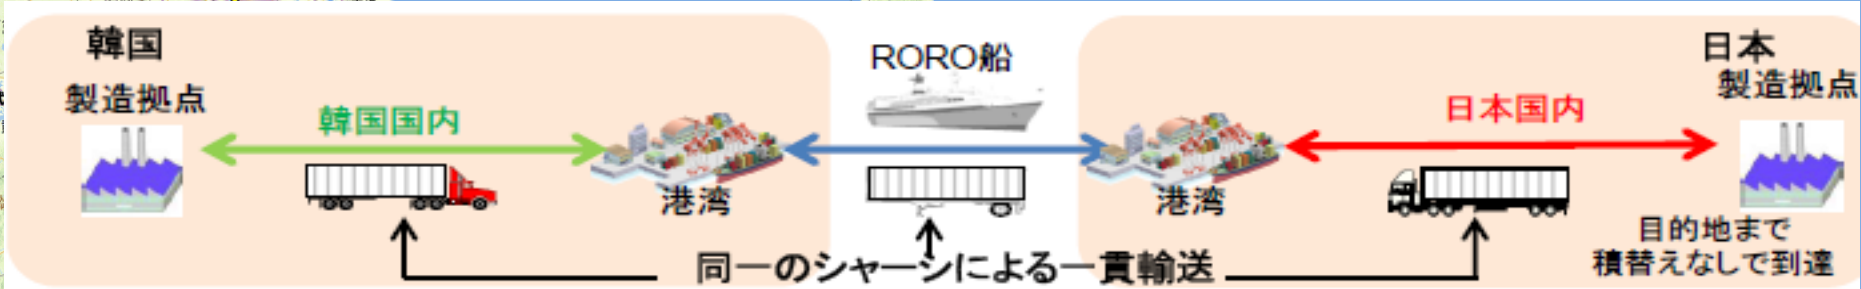 韓国
製造拠点
韓国国内
港湾
RORO船
港湾
日本国内
日本
製造拠点
目的地まで
積替えなしで到達
同一のシャーシによる一貫輸送